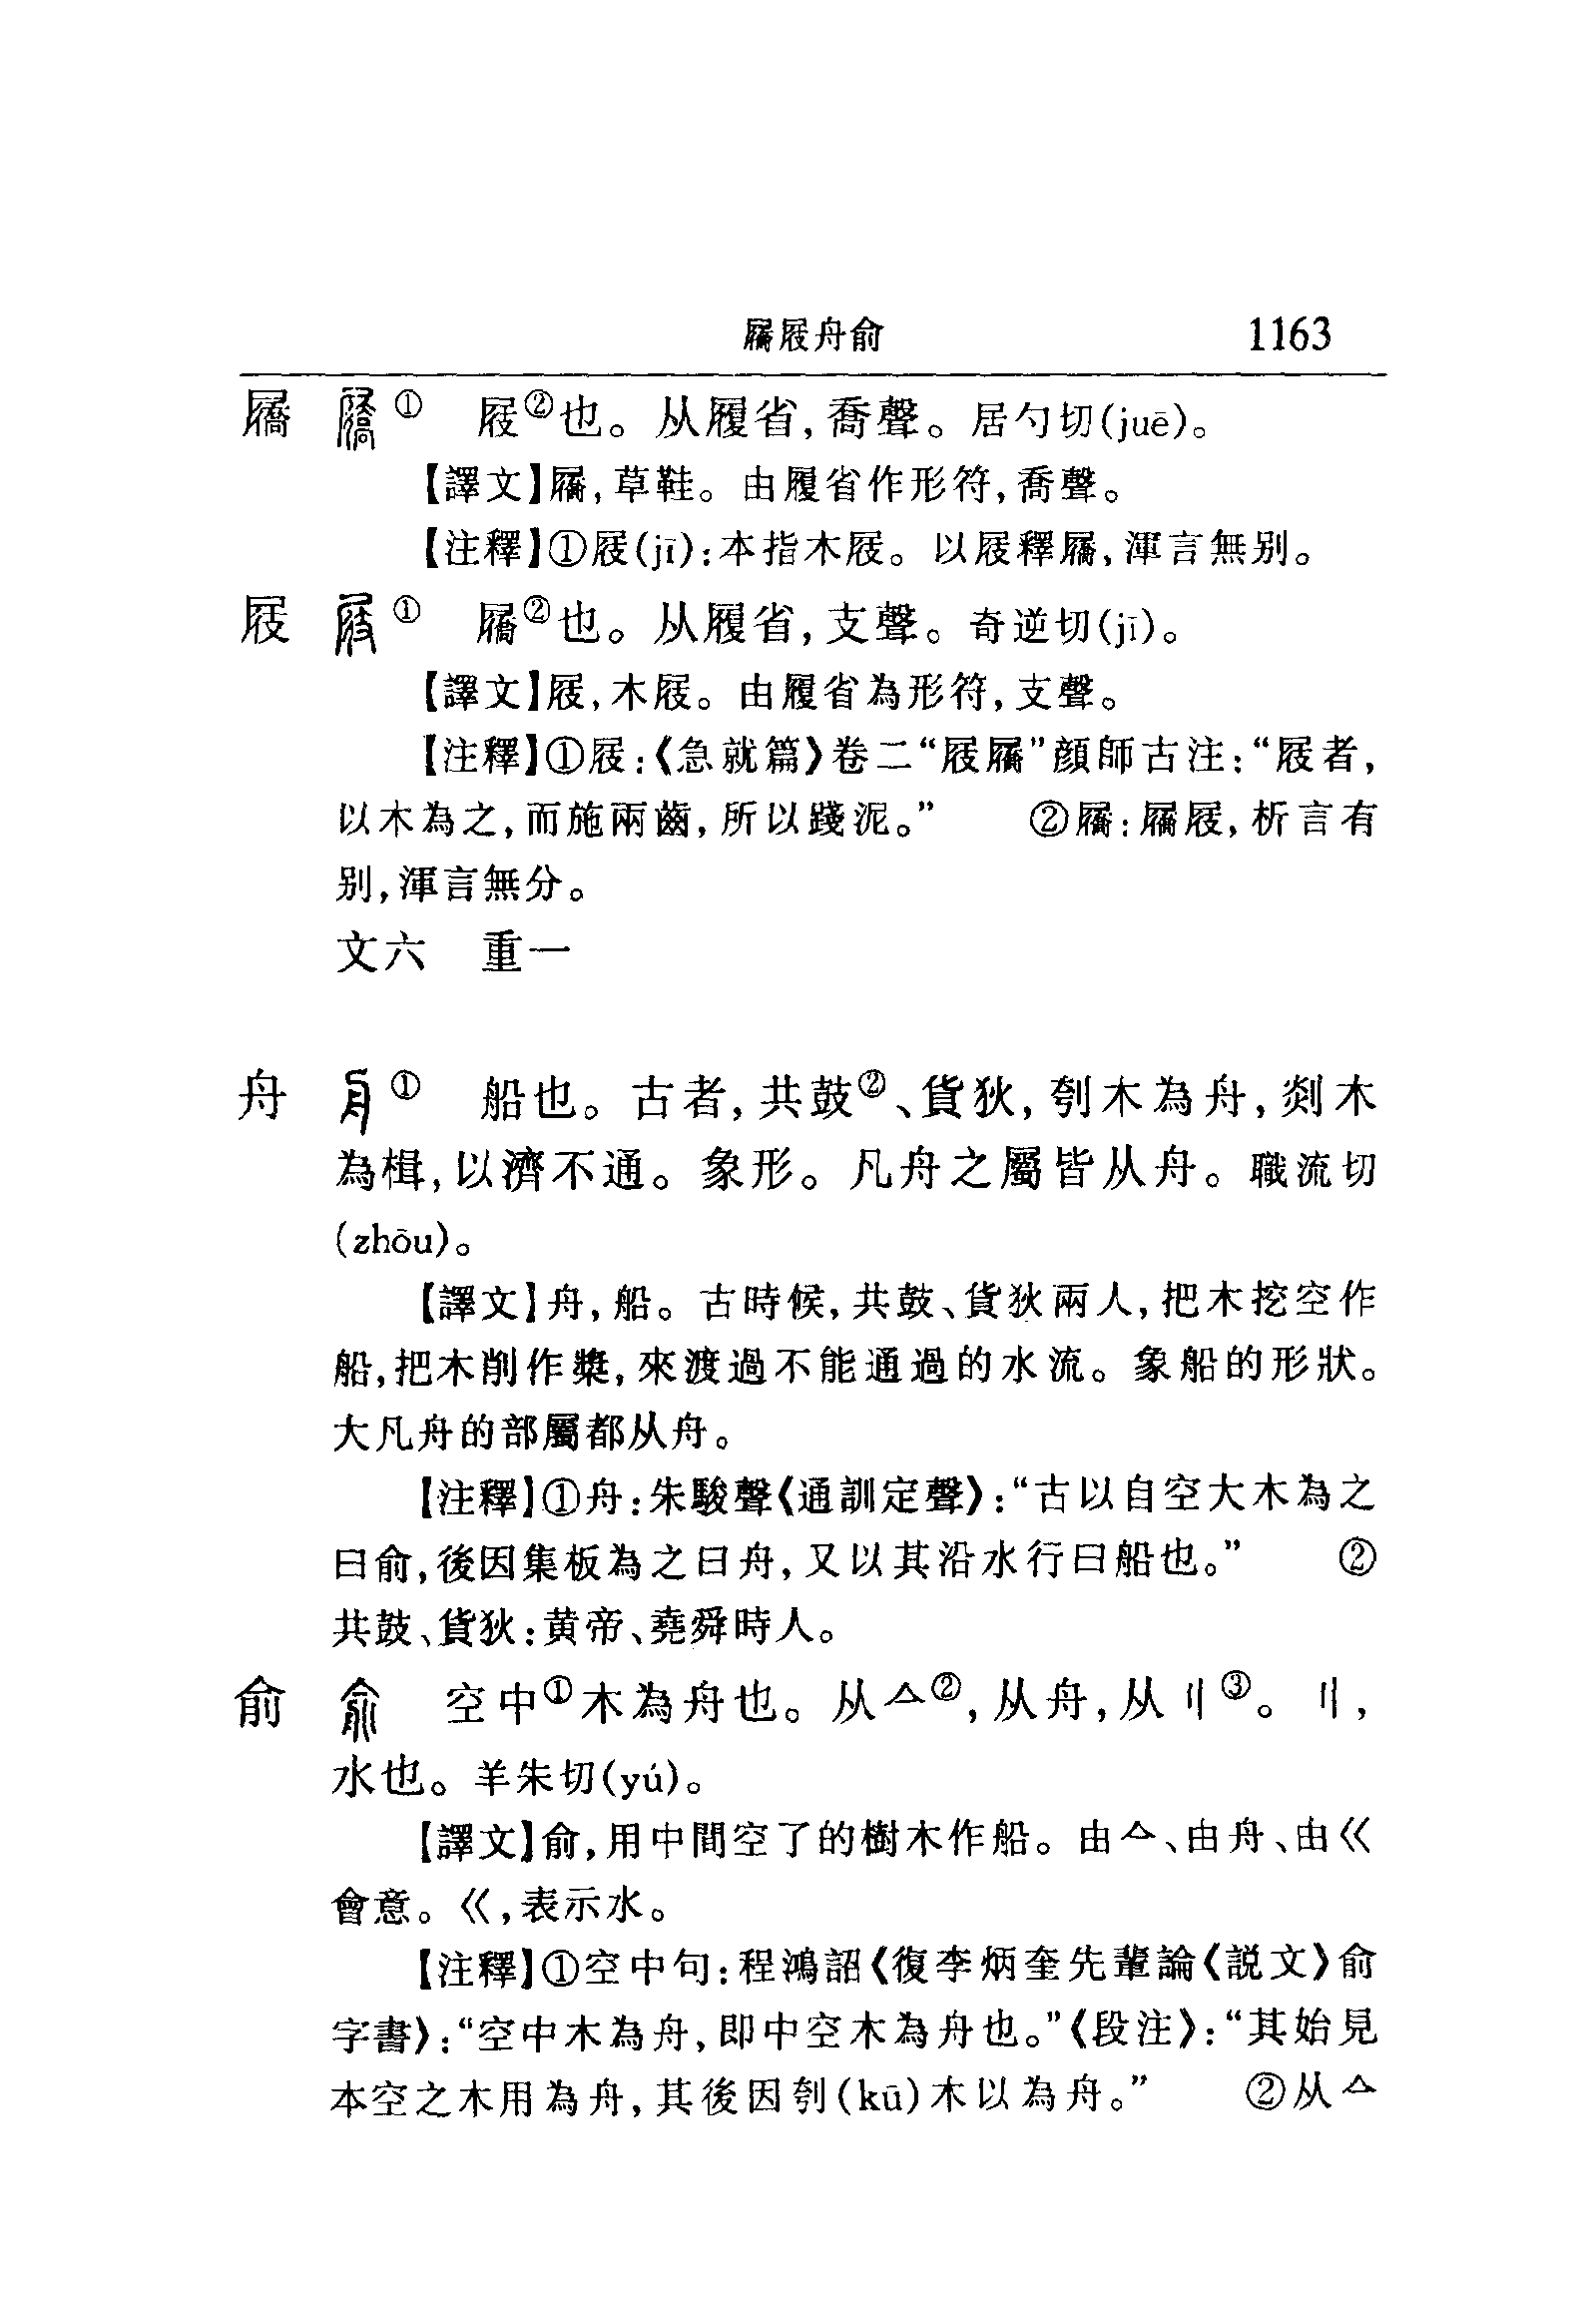 屩屐舟俞 1163
屩 ① 屐②也。从履省,喬聲。居勺切(juē)。
【譯文】屩,草鞋。由履省作形符,喬聲。
【注釋】①屐(jī):本指木屐。以屐釋屩,渾言無别。
屐 ① 屩②也。从履省,支聲。奇逆切(jī)。
【譯文】屐,木屐。由履省為形符,支聲。
【注釋】①屐:《急就篇》卷二“屐屩”顔師古注:“屐者,
以木為之,而施兩齒,所以踐泥。” ②屩:屩屐,析言有
别,渾言無分。
文六 重一
舟 ① 船也。古者,共鼓②、貨狄,刳木為舟,剡木
為楫,以濟不通。象形。凡舟之屬皆从舟。職流切
(zhōu)。
【譯文】舟,船。古時候,共鼓、貨狄兩人,把木挖空作
船,把木削作槳,來渡過不能通過的水流。象船的形狀。
大凡舟的部屬都从舟。
【注釋】①舟:朱駿聲《通訓定聲》:“古以自空大木為之
曰俞,後因集板為之曰舟,又以其沿水行曰船也。” ②
共鼓、貨狄:黄帝、堯舜時人。
俞 空中①木為舟也。从亼②,从舟,从巜③。巜,
水也。羊朱切(yú)。
【譯文】俞,用中間空了的樹木作船。由亼、由舟、由巜
會意。巜,表示水。
【注釋】①空中句:程鴻詔《復李炳奎先輩論〈説文〉俞
字書》:“空中木為舟,即中空木為舟也。”《段注》:“其始見
本空之木用為舟,其後因刳(kū)木以為舟。” ②从亼